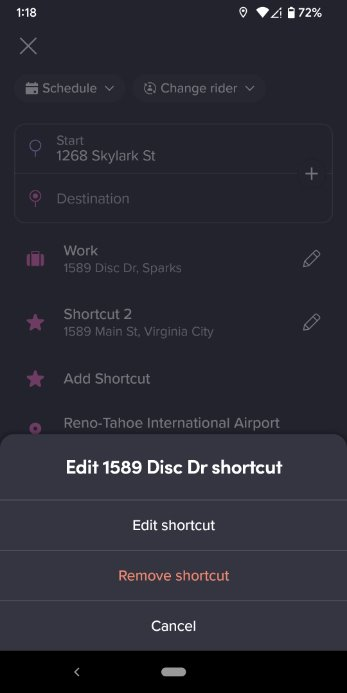 1:18
72%
Schedule
Change rider
Start
1268 Skylark St
Destination
Work
1589 Disc Dr, Sparks
Shortcut 2
1589 Main St, Virginia City
Add Shortcut
Reno-Tahoe International Airport
Edit 1589 Disc Dr shortcut
Edit shortcut
Remove shortcut
Cancel